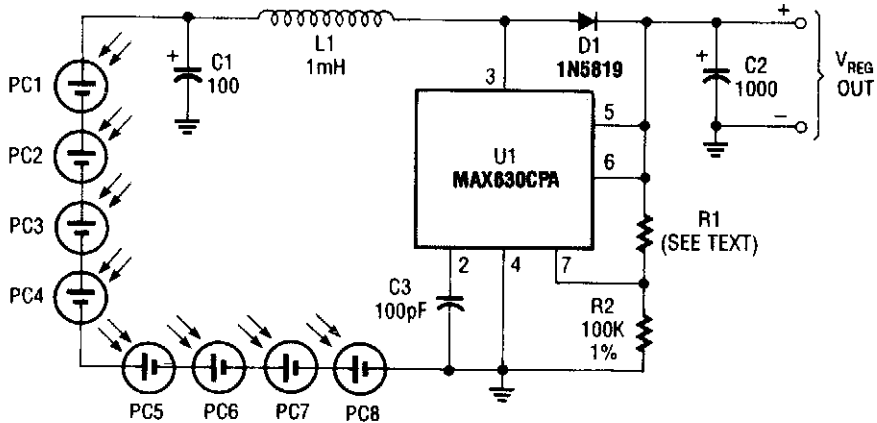 PC1
PC2
PC3
PC4
PC5
PC6
PC7
PC8
+
C1
100
L1
1mH
D1
1N5819
3
5
6
U1
MAX630CPA
2
4
7
C3
100pF
+
C2
1000
+
−
VREG
OUT
R1
(SEE TEXT)
R2
100K
1%